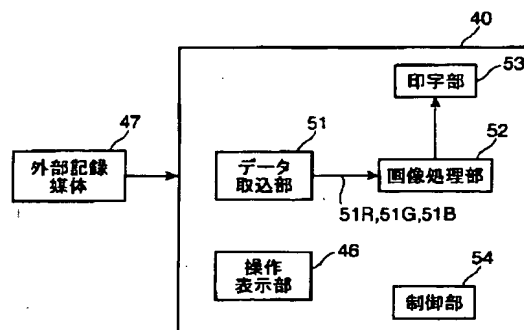 40
53
印字部
47
51
52
外部記録
媒体
データ
取込部
画像処理部
51R,51G,51B
46
操作
表示部
54
制御部